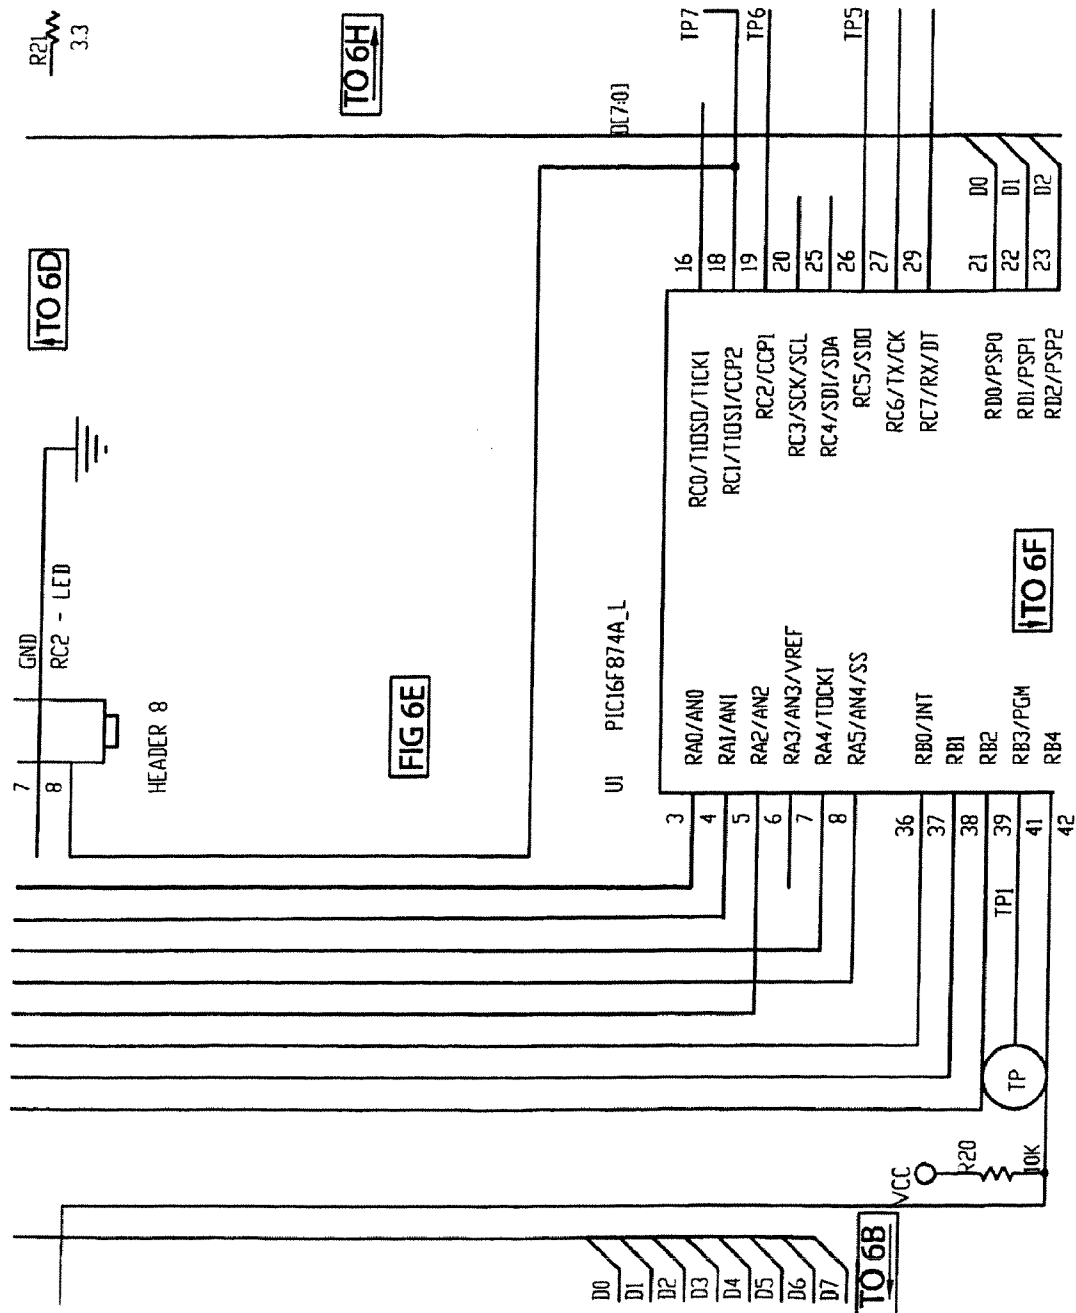 R21
3.3
TO 6H
TO 6D
7
GND
8
RC2 - LED
HEADER 8
FIG 6E
D[7:0]
TP7
TP6
TP5
U1
PIC16F874A_L
3
RA0/AN0
4
RA1/AN1
5
RA2/AN2
6
RA3/AN3/VREF
7
RA4/T0CKI
8
RA5/AN4/SS
36
RB0/INT
37
RB1
38
RB2
39
RB3/PGM
41
RB4
42
RC0/T1OSO/T1CKI
16
RC1/T1OSI/CCP2
18
RC2/CCP1
19
RC3/SCK/SCL
20
RC4/SDI/SDA
25
RC5/SDO
26
RC6/TX/CK
27
RC7/RX/DT
29
RD0/PSP0
21
D0
RD1/PSP1
22
D1
RD2/PSP2
23
D2
TO 6F
TP1
TP
VCC
R20
10K
D0
D1
D2
D3
D4
D5
D6
D7
TO 6B